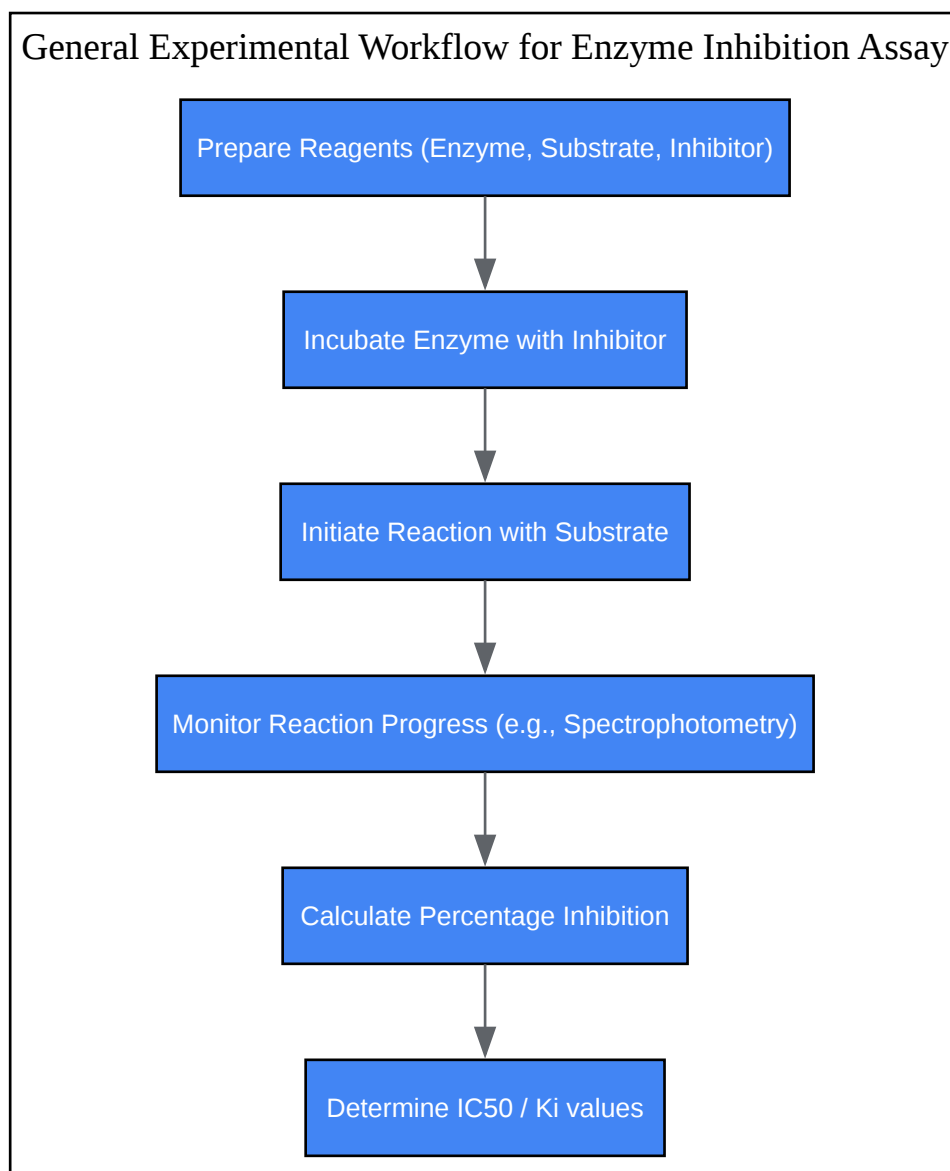 General Experimental Workflow for Enzyme Inhibition Assay
Prepare Reagents (Enzyme, Substrate, Inhibitor)
Incubate Enzyme with Inhibitor
Initiate Reaction with Substrate
Monitor Reaction Progress (e.g., Spectrophotometry)
Calculate Percentage Inhibition
Determine IC50 / Ki values